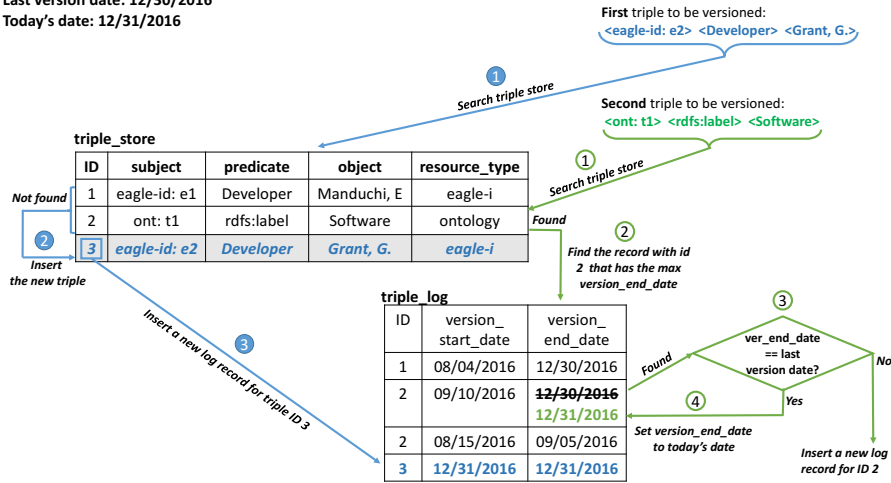 Last version date: 12/30/2016
Today's date: 12/31/2016
First triple to be versioned:
<eagle-id: e2> <Developer> <Grant, G.>
1
Search triple store
Second triple to be versioned:
<ont: t1> <rdfs:label> <Software>
1
Search triple store
triple_store
ID subject predicate object resource_type
1 eagle-id: e1 Developer Manduchi, E eagle-i
2 ont: t1 rdfs:label Software ontology
3 eagle-id: e2 Developer Grant, G. eagle-i
Not found
2
Insert
the new triple
Found
2
Find the record with id
2 that has the max
version_end_date
3
Insert a new log record for triple ID 3
triple_log
ID version_ version_
start_date end_date
1 08/04/2016 12/30/2016
2 09/10/2016 12/30/2016
12/31/2016
2 08/15/2016 09/05/2016
3 12/31/2016 12/31/2016
Found
3
ver_end_date
== last
version date?
No
Yes
4
Set version_end_date
to today's date
Insert a new log
record for ID 2